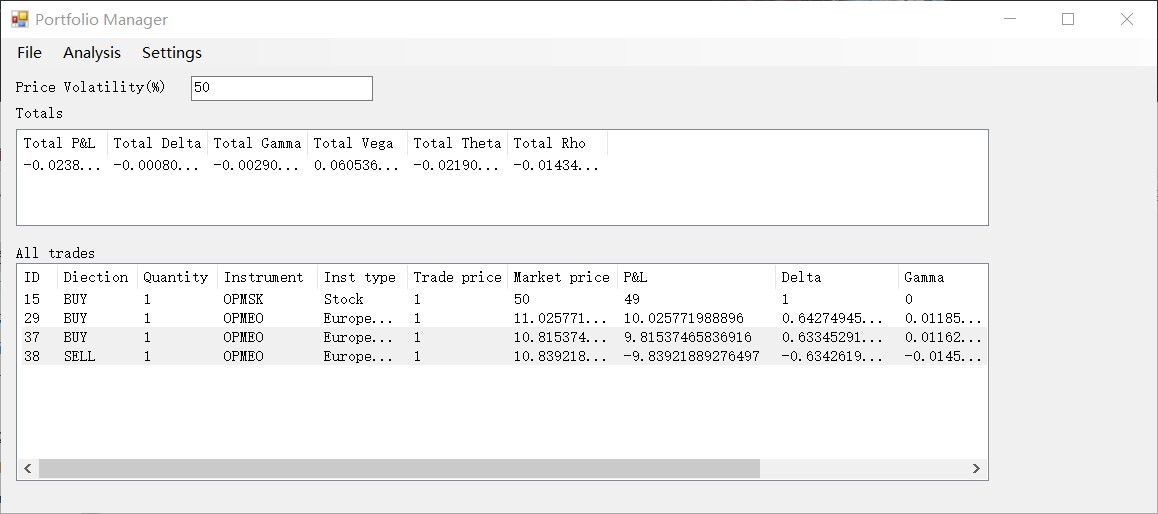 Portfolio Manager
File Analysis Settings
Price Volatility(%) 50
Totals
Total P&L Total Delta Total Gamma Total Vega Total Theta Total Rho
-0.0238... -0.00080... -0.00290... 0.060536... -0.02190... -0.01434...
All trades
ID Diection Quantity Instrument Inst type Trade price Market price P&L Delta Gamma
15 BUY 1 OPMSK Stock 1 50 49 1 0
29 BUY 1 OPMEO Europe... 1 11.025771... 10.025771988896 0.64274945... 0.01185...
37 BUY 1 OPMEO Europe... 1 10.815374... 9.81537465836916 0.63345291... 0.01162...
38 SELL 1 OPMEO Europe... 1 10.839218... -9.83921889276497 -0.6342619... -0.0145...